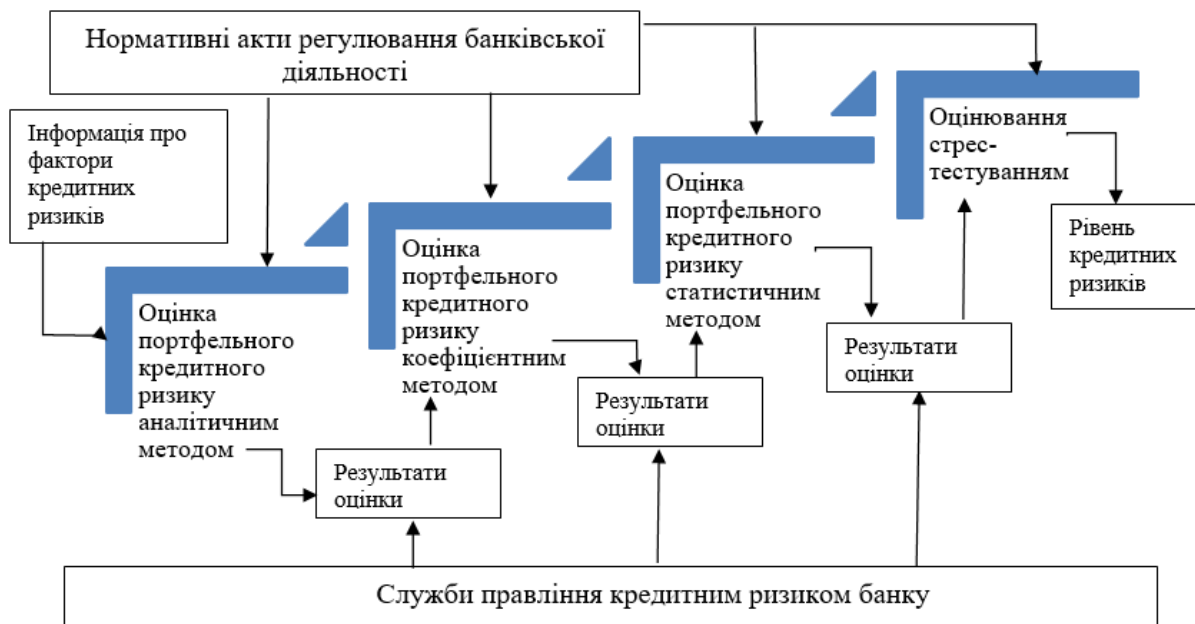 Нормативні акти регулювання банківської
діяльності
Інформація про
фактори
кредитних
ризиків
Оцінка
портфельного
кредитного
ризику
аналітичним
методом
Результати
оцінки
Оцінка
портфельного
кредитного
ризику
коефіцієнтним
методом
Результати
оцінки
Оцінка
портфельного
кредитного
ризику
статистичним
методом
Результати
оцінки
Оцінювання
стрес-
тестуванням
Рівень
кредитних
ризиків
Служби правління кредитним ризиком банку